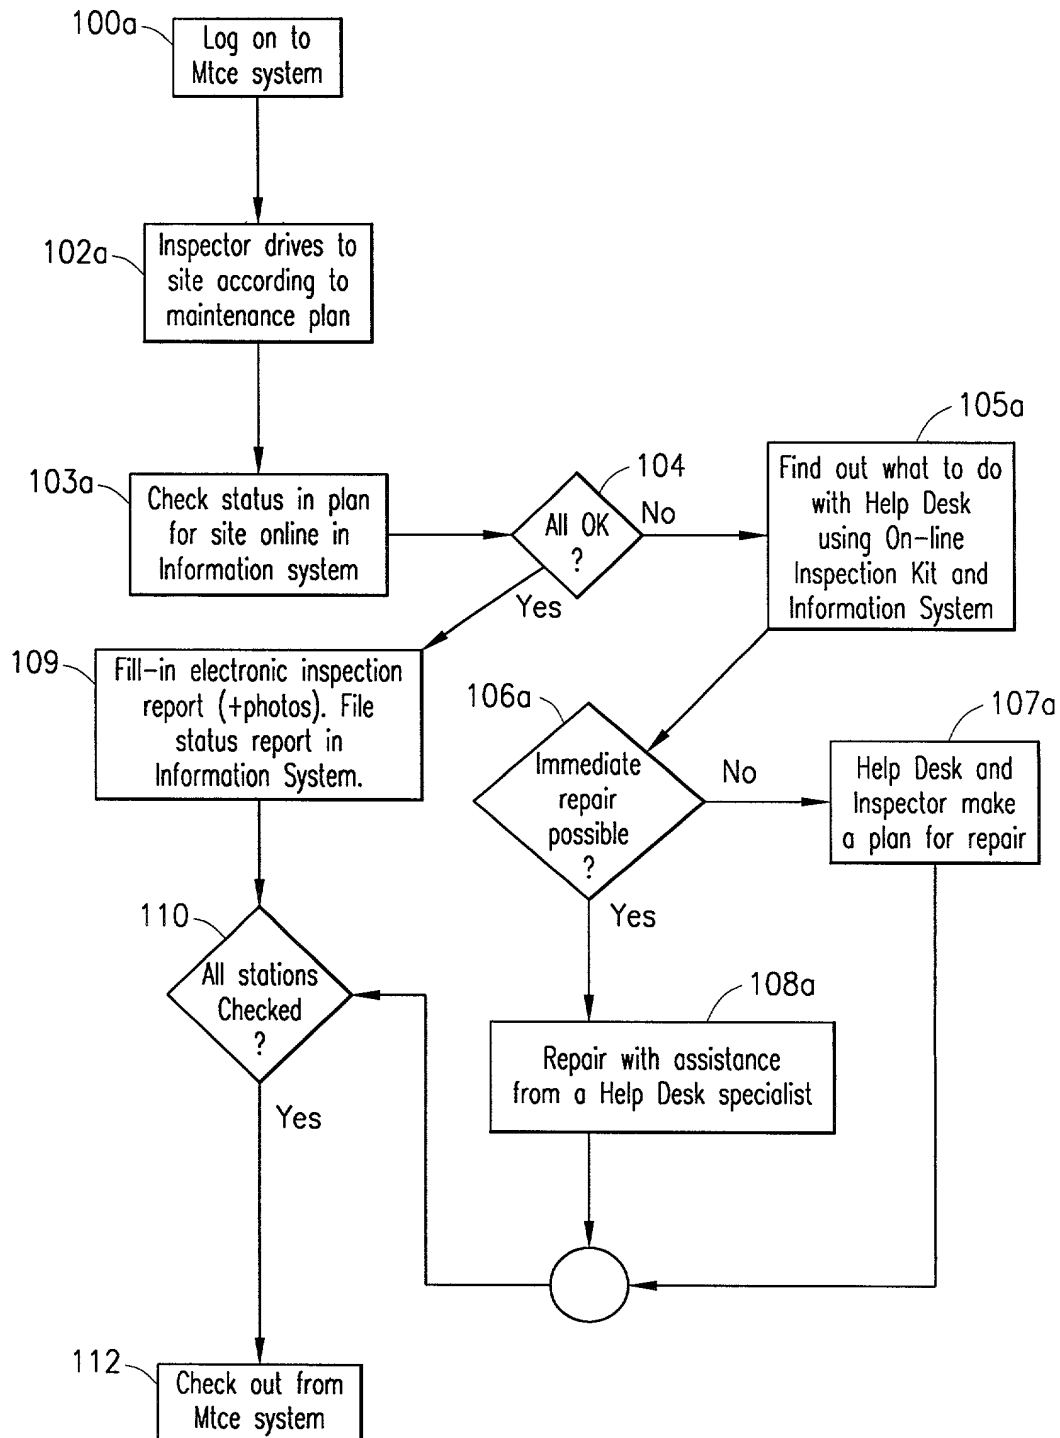 100a
Log on to
Mtce system
102a
Inspector drives to
site according to
maintenance plan
103a
Check status in plan
for site online in
Information system
104
All OK
?
No
Yes
105a
Find out what to do
with Help Desk
using On-line
Inspection Kit and
Information System
109
Fill-in electronic inspection
report (+photos). File
status report in
Information System.
106a
Immediate
repair
possible
?
No
Yes
107a
Help Desk and
Inspector make
a plan for repair
110
All stations
Checked
?
Yes
108a
Repair with assistance
from a Help Desk specialist
112
Check out from
Mtce system